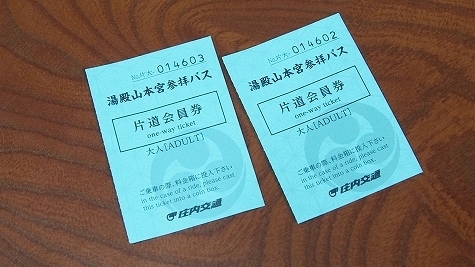 No.片大- 014603
湯殿山本宮参拝バス
片道会員券
one-way ticket
大人[ADULT]
ご乗車の際、料金箱に投入下さい
in the case of a ride, please cast
this ticket into a coin box.
庄内交通
No.片大- 014602
湯殿山本宮参拝バス
片道会員券
one-way ticket
大人[ADULT]
ご乗車の際、料金箱に投入下さい
in the case of a ride, please cast
this ticket into a coin box.
庄内交通